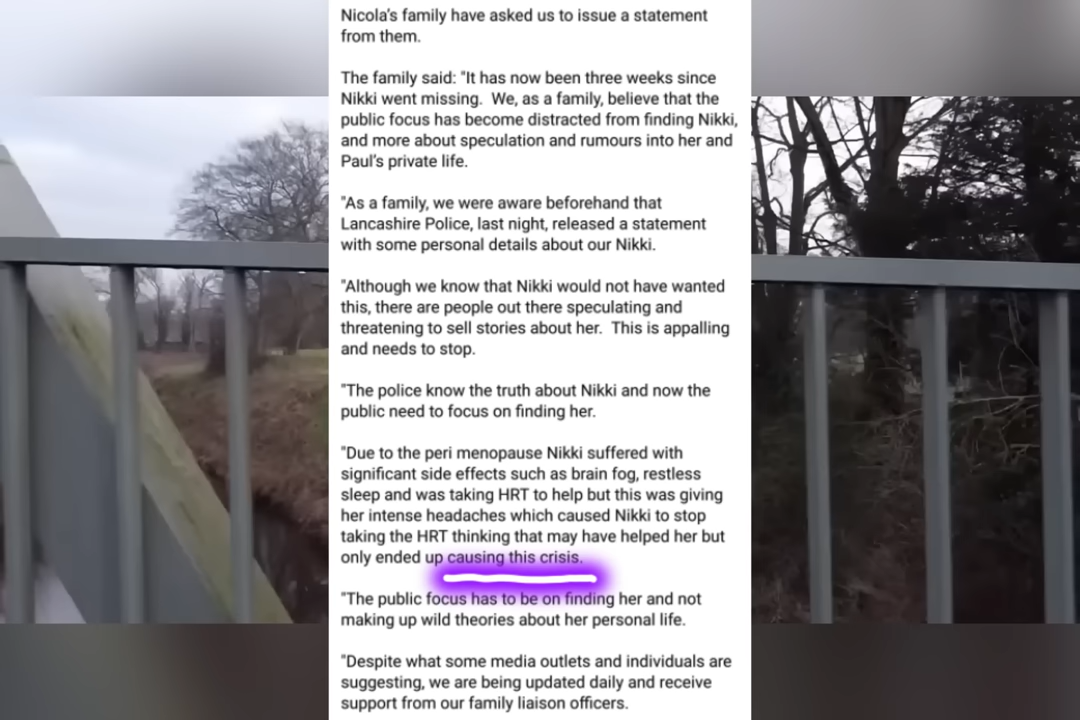 Nicola's family have asked us to issue a statement
from them.
The family said: "It has now been three weeks since
Nikki went missing.  We, as a family, believe that the
public focus has become distracted from finding Nikki,
and more about speculation and rumours into her and
Paul's private life.
"As a family, we were aware beforehand that
Lancashire Police, last night, released a statement
with some personal details about our Nikki.
"Although we know that Nikki would not have wanted
this, there are people out there speculating and
threatening to sell stories about her.  This is appalling
and needs to stop.
"The police know the truth about Nikki and now the
public need to focus on finding her.
"Due to the peri menopause Nikki suffered with
significant side effects such as brain fog, restless
sleep and was taking HRT to help but this was giving
her intense headaches which caused Nikki to stop
taking the HRT thinking that may have helped her but
only ended up causing this crisis.
"The public focus has to be on finding her and not
making up wild theories about her personal life.
"Despite what some media outlets and individuals are
suggesting, we are being updated daily and receive
support from our family liaison officers.